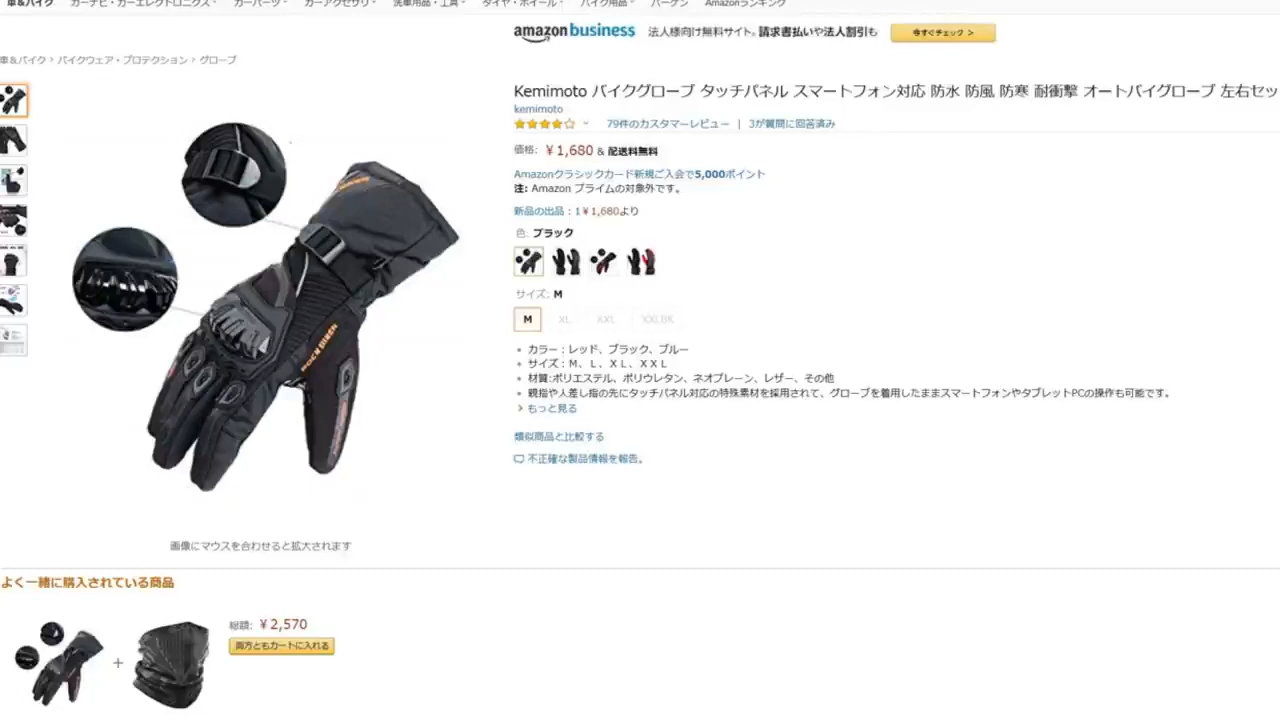 車&バイク カーナビ・カーエレクトロニクス カーパーツ カーアクセサリ 洗車用品・工具 タイヤ・ホイール バイク用品 バーゲン Amazonランキング
amazon business 法人様向け無料サイト。請求書払いや法人割引も 今すぐチェック >
車&バイク › バイクウェア・プロテクション › グローブ
Kemimoto バイクグローブ タッチパネル スマートフォン対応 防水 防風 防寒 耐衝撃 オートバイグローブ 左右セッ
kemimoto
79件のカスタマーレビュー | 3が質問に回答済み
価格: ￥1,680 & 配送料無料
Amazonクラシックカード新規ご入会で5,000ポイント
注: Amazon プライムの対象外です。
新品の出品：1￥1,680より
色: ブラック
サイズ: M
M XL XXL XXLBK
カラー：レッド、ブラック、ブルー
サイズ：M、L、XL、XXL
材質:ポリエステル、ポリウレタン、ネオプレーン、レザー、その他
親指や人差し指の先にタッチパネル対応の特殊素材を採用されて、グローブを着用したままスマートフォンやタブレットPCの操作も可能です。
› もっと見る
類似商品と比較する
不正確な製品情報を報告。
画像にマウスを合わせると拡大されます
よく一緒に購入されている商品
総額: ￥2,570
両方ともカートに入れる
+